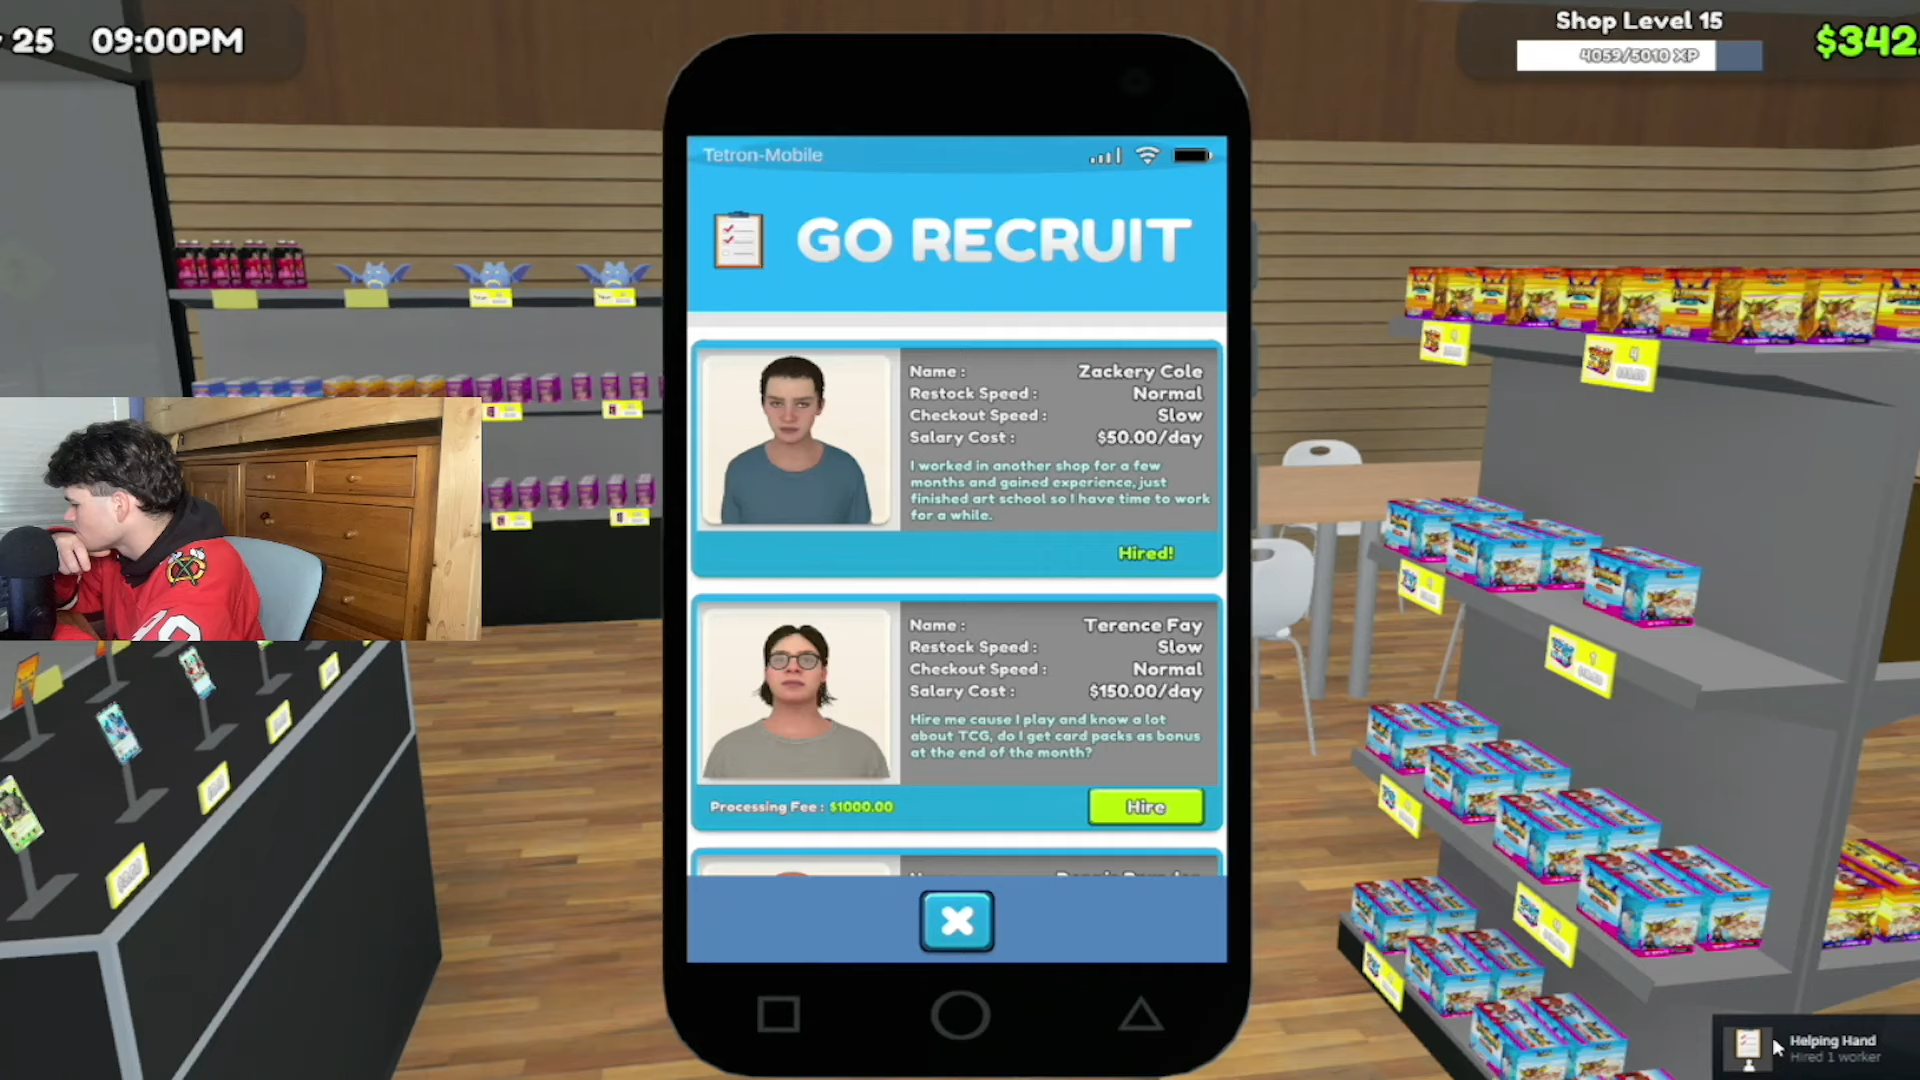 25 09:00PM
Shop Level 15
4059/5010 XP
$342
Tetron-Mobile
GO RECRUIT
Name : Zackery Cole
Restock Speed : Normal
Checkout Speed : Slow
Salary Cost : $50.00/day
I worked in another shop for a few
months and gained experience, just
finished art school so I have time to work
for a while.
Hired!
Name : Terence Fay
Restock Speed : Slow
Checkout Speed : Normal
Salary Cost : $150.00/day
Hire me cause I play and know a lot
about TCG, do I get card packs as bonus
at the end of the month?
Processing Fee : $1000.00
Hire
Helping Hand
Hired 1 worker